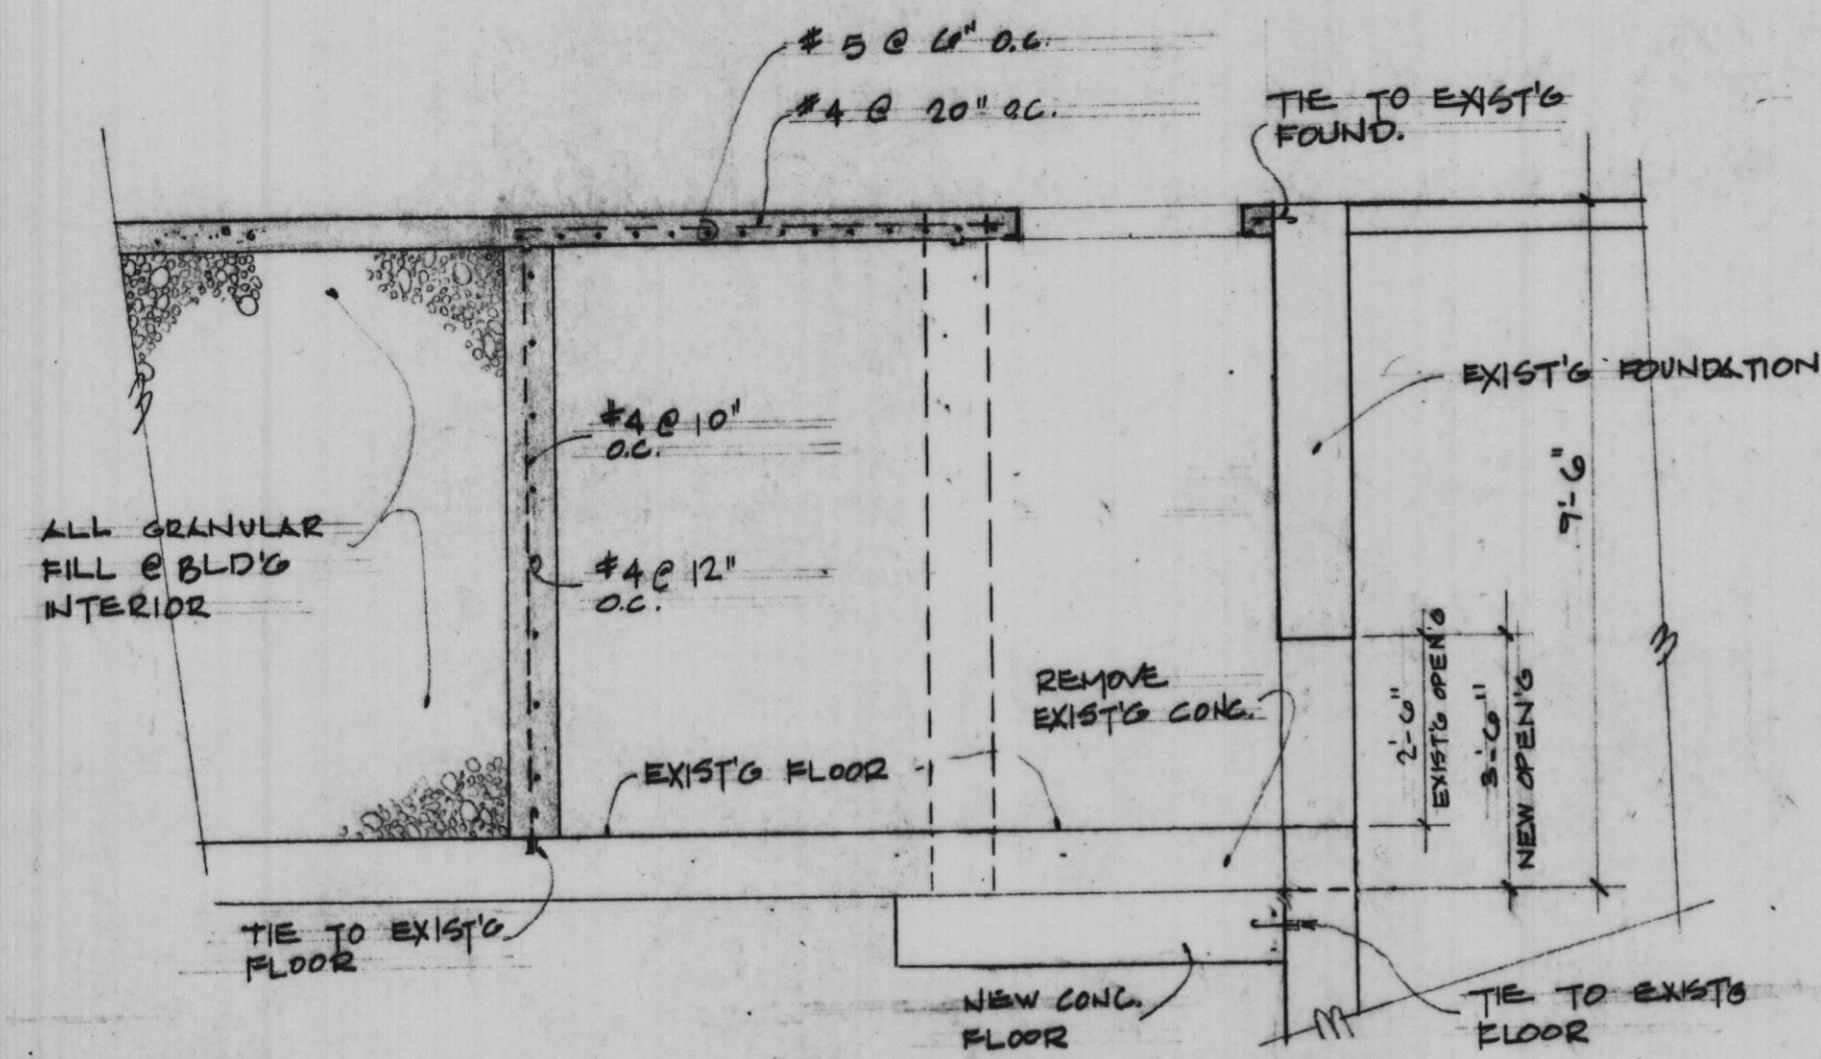 # 5 @ 6" O.C.
#4 @ 20" O.C.
TIE TO EXIST'G
FOUND.
EXIST'G FOUNDATION
#4 @ 10"
O.C.
9'-6"
ALL GRANULAR
FILL @ BLD'G
INTERIOR
#4 @ 12"
O.C.
REMOVE
EXIST'G CONC.
2'-6"
EXIST'G OPEN'G
3'-6"
NEW OPEN'G
EXIST'G FLOOR
TIE TO EXIST'G
FLOOR
NEW CONC.
FLOOR
TIE TO EXIST'G
FLOOR